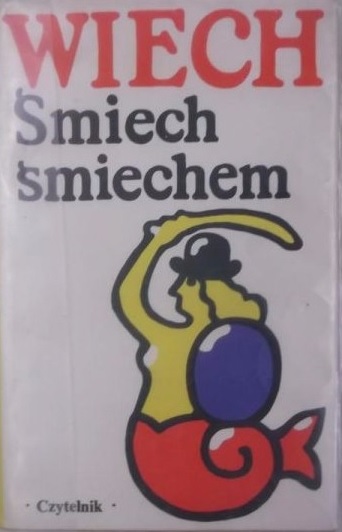 WIECH
Śmiech
śmiechem
· Czytelnik ·